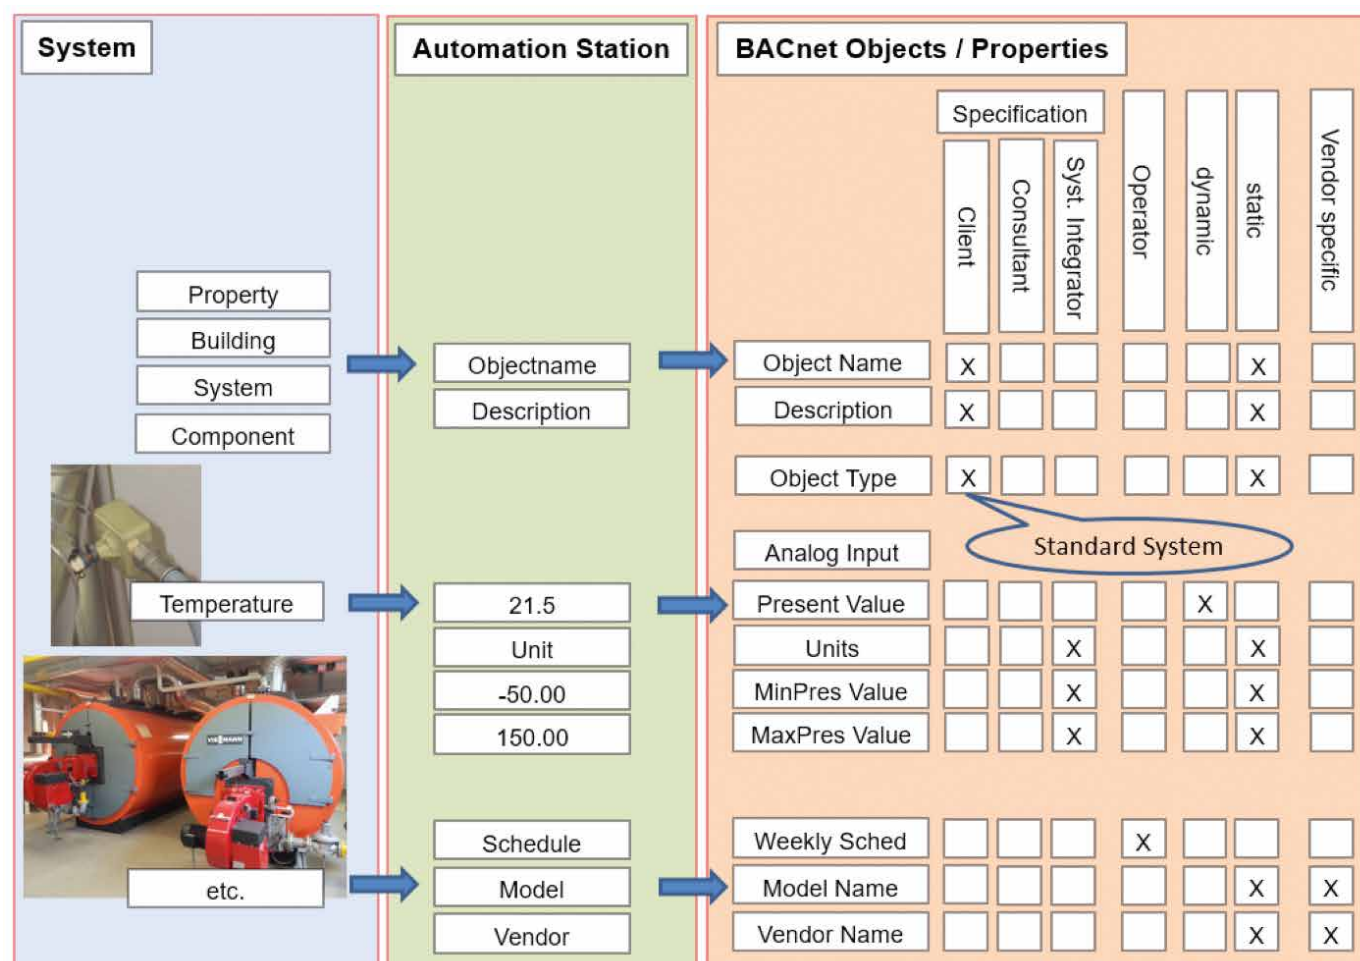 System
Automation Station
BACnet Objects / Properties
Specification
Client
Consultant
Syst. Integrator
Operator
dynamic
static
Vendor specific
Property
Building
System
Component
Objectname
Description
Object Name X X
Description X X
Object Type X X
Standard System
Analog Input
Temperature
21.5
Present Value X
Unit
Units X X
-50.00
MinPres Value X X
150.00
MaxPres Value X X
Schedule
Weekly Sched X
etc.
Model
Model Name X X
Vendor
Vendor Name X X